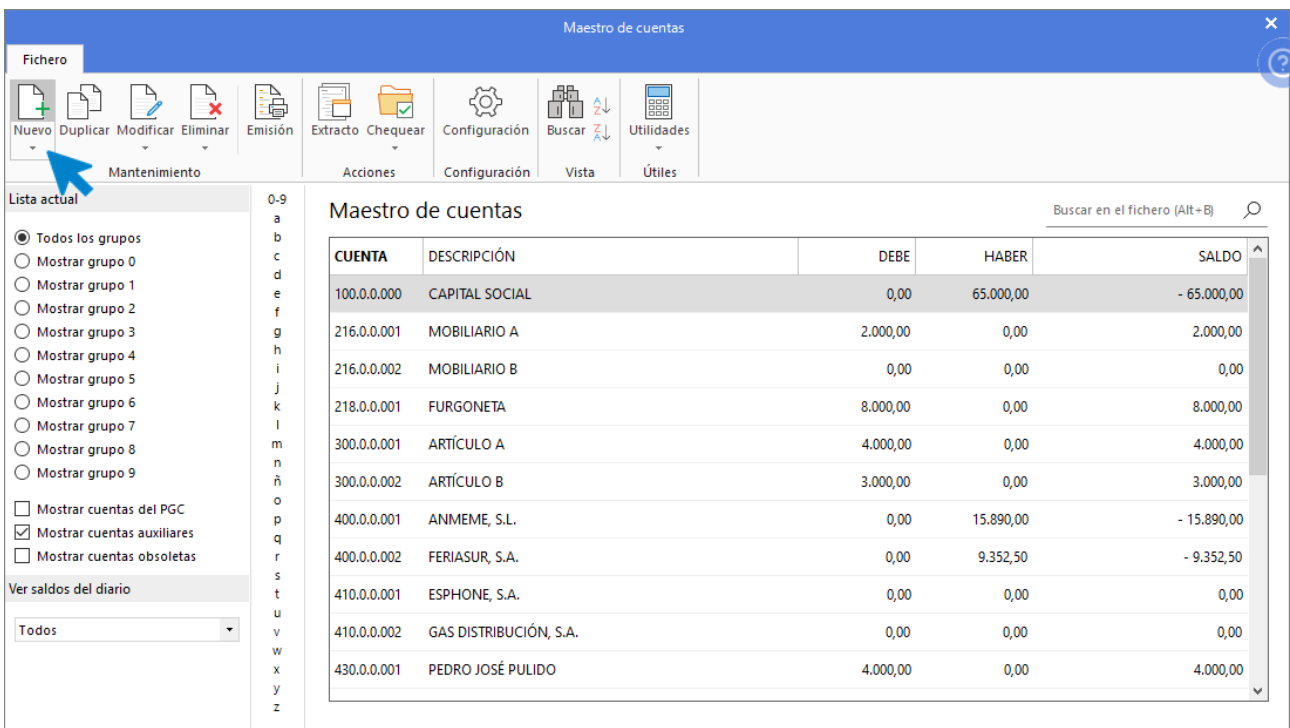 Maestro de cuentas
Fichero
?
Nuevo Duplicar Modificar Eliminar Emisión Extracto Chequear Configuración Buscar Utilidades
Mantenimiento Acciones Configuración Vista Útiles
Lista actual
Todos los grupos
Mostrar grupo 0
Mostrar grupo 1
Mostrar grupo 2
Mostrar grupo 3
Mostrar grupo 4
Mostrar grupo 5
Mostrar grupo 6
Mostrar grupo 7
Mostrar grupo 8
Mostrar grupo 9
Mostrar cuentas del PGC
Mostrar cuentas auxiliares
Mostrar cuentas obsoletas
Ver saldos del diario
Todos
0-9
a
b
c
d
e
f
g
h
i
j
k
l
m
n
ñ
o
p
q
r
s
t
u
v
w
x
y
z
Maestro de cuentas
Buscar en el fichero (Alt+B)
CUENTA DESCRIPCIÓN DEBE HABER SALDO
100.0.0.000 CAPITAL SOCIAL 0,00 65.000,00 - 65.000,00
216.0.0.001 MOBILIARIO A 2.000,00 0,00 2.000,00
216.0.0.002 MOBILIARIO B 0,00 0,00 0,00
218.0.0.001 FURGONETA 8.000,00 0,00 8.000,00
300.0.0.001 ARTÍCULO A 4.000,00 0,00 4.000,00
300.0.0.002 ARTÍCULO B 3.000,00 0,00 3.000,00
400.0.0.001 ANMEME, S.L. 0,00 15.890,00 - 15.890,00
400.0.0.002 FERIASUR, S.A. 0,00 9.352,50 - 9.352,50
410.0.0.001 ESPHONE, S.A. 0,00 0,00 0,00
410.0.0.002 GAS DISTRIBUCIÓN, S.A. 0,00 0,00 0,00
430.0.0.001 PEDRO JOSÉ PULIDO 4.000,00 0,00 4.000,00